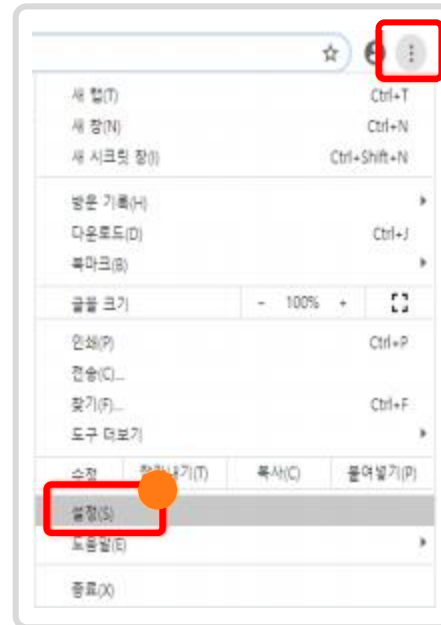 새 탭(T) Ctrl+T
새 창(N) Ctrl+N
새 시크릿 창(I) Ctrl+Shift+N
방문 기록(H)
다운로드(D) Ctrl+J
북마크(B)
글꼴 크기 - 100% +
인쇄(P) Ctrl+P
전송(C)...
찾기(F)... Ctrl+F
도구 더보기
수정 잘라내기(T) 복사(C) 붙여넣기(P)
설정(S)
도움말(E)
종료(X)